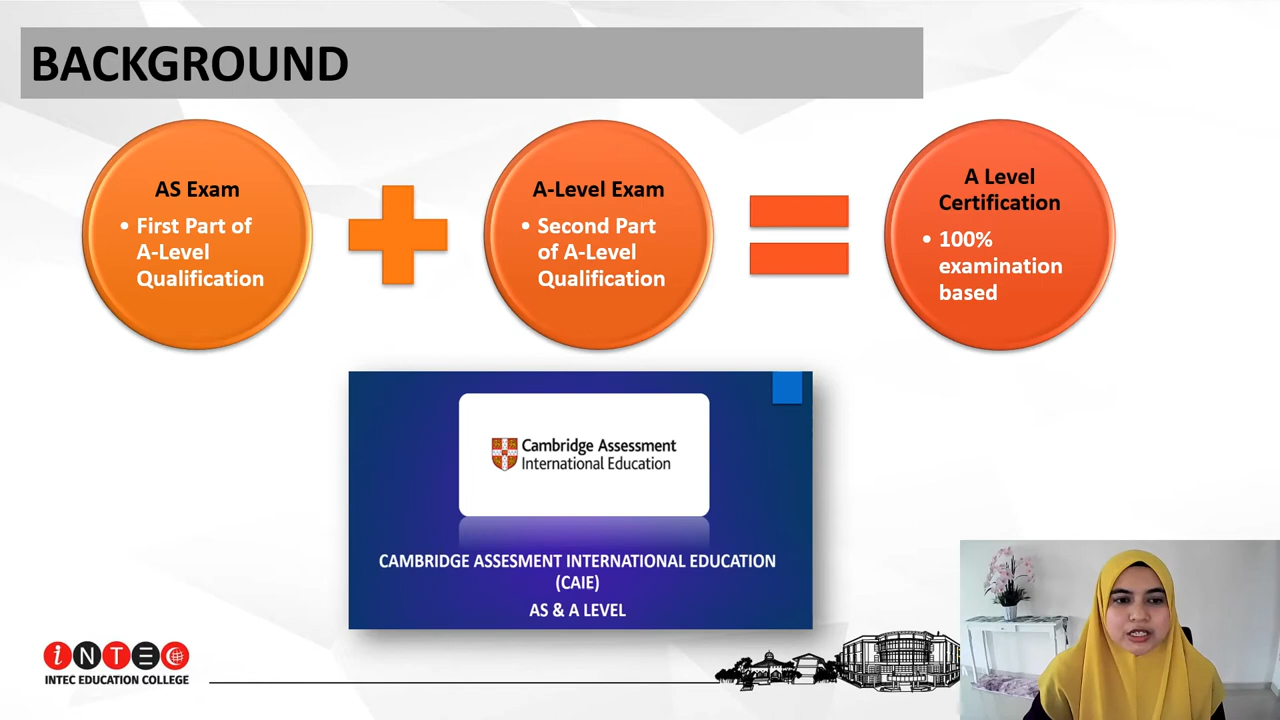 BACKGROUND
AS Exam
• First Part of
A-Level
Qualification
A-Level Exam
• Second Part
of A-Level
Qualification
A Level
Certification
• 100%
examination
based
Cambridge Assessment
International Education
CAMBRIDGE ASSESMENT INTERNATIONAL EDUCATION
(CAIE)
AS & A LEVEL
iNTEC
INTEC EDUCATION COLLEGE